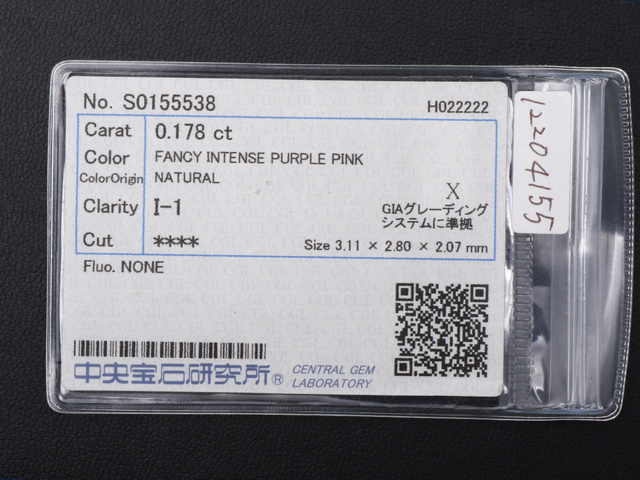 No. S0155538
H022222
Carat 0.178 ct
Color FANCY INTENSE PURPLE PINK
ColorOrigin NATURAL
Clarity I-1
X
GIAグレーディング
システムに準拠
Cut ****
Size 3.11 × 2.80 × 2.07 mm
Fluo. NONE
中央宝石研究所®
CENTRAL GEM
LABORATORY
12204155